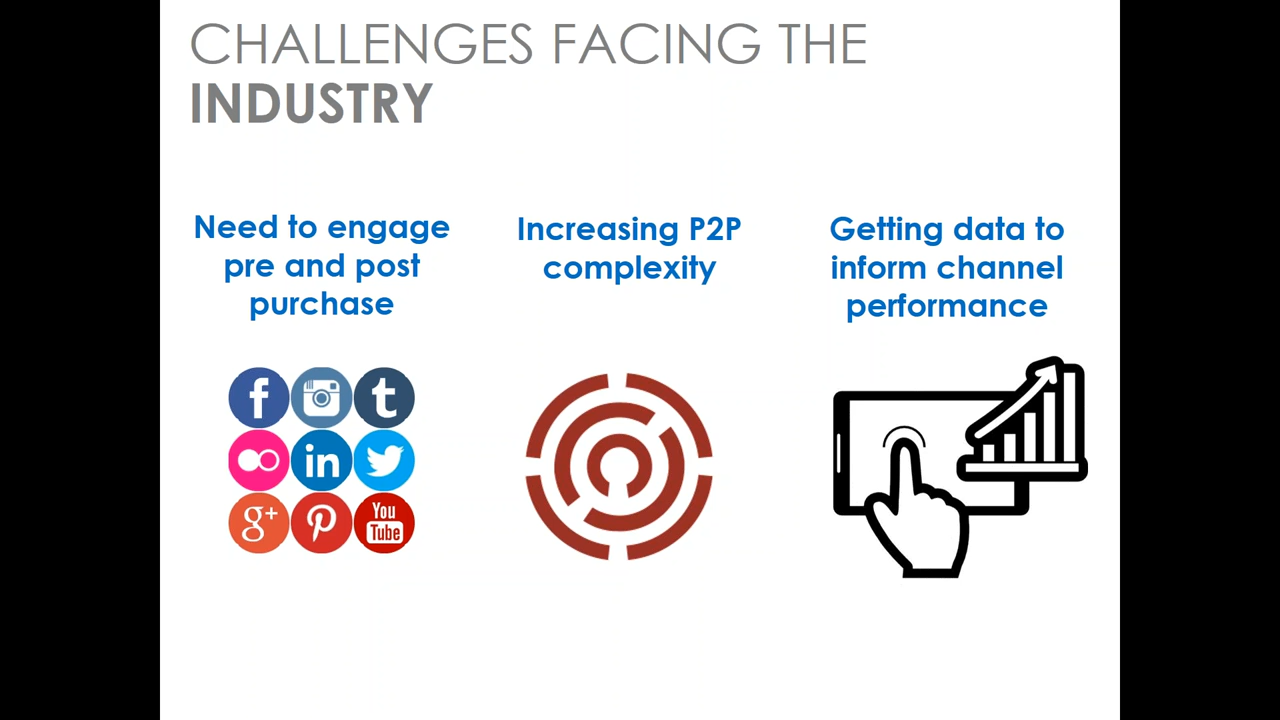 CHALLENGES FACING THE
INDUSTRY
Need to engage
pre and post
purchase
Increasing P2P
complexity
Getting data to
inform channel
performance
f
t
in
g+
You
Tube